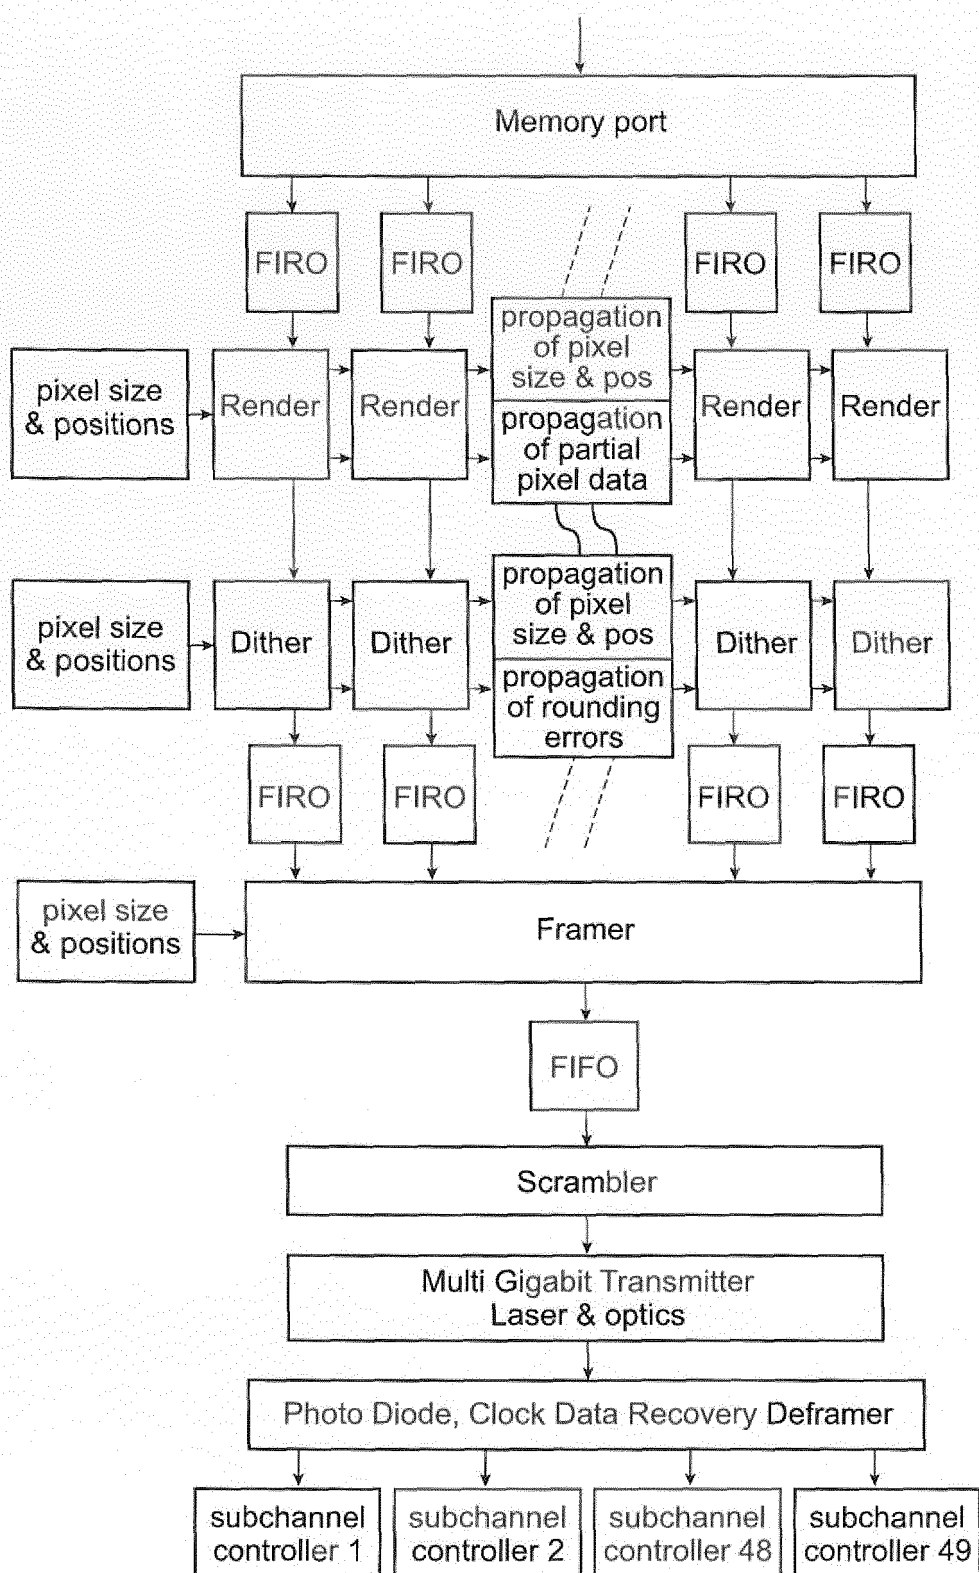 Memory port
FIRO
FIRO
FIRO
FIRO
pixel size
& positions
Render
Render
propagation
of pixel
size & pos
propagation
of partial
pixel data
Render
Render
pixel size
& positions
Dither
Dither
propagation
of pixel
size & pos
propagation
of rounding
errors
Dither
Dither
FIRO
FIRO
FIRO
FIRO
pixel size
& positions
Framer
FIFO
Scrambler
Multi Gigabit Transmitter
Laser & optics
Photo Diode, Clock Data Recovery Deframer
subchannel
controller 1
subchannel
controller 2
subchannel
controller 48
subchannel
controller 49